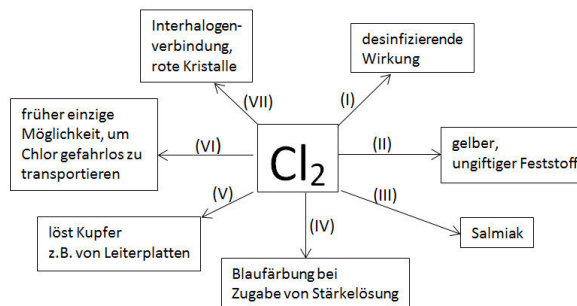 Interhalogen-
verbindung,
rote Kristalle
desinfizierende
Wirkung
(VII)
(I)
früher einzige
Möglichkeit, um
Chlor gefahrlos zu
transportieren
(VI)
Cl₂
(II)
gelber,
ungiftiger Feststoff
(V)
(III)
löst Kupfer
z.B. von Leiterplatten
(IV)
Salmiak
Blaufärbung bei
Zugabe von Stärkelösung